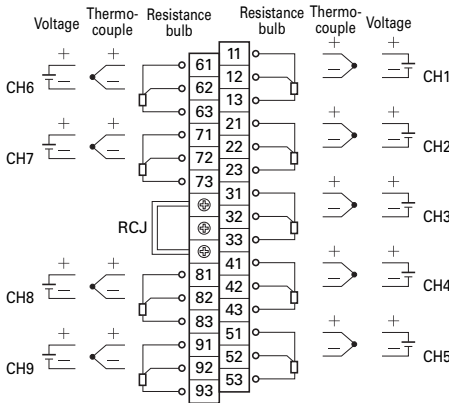 Voltage Thermo-couple Resistance bulb Resistance bulb Thermo-couple Voltage
CH6 + − + − 61 62 63
CH7 + − + − 71 72 73
RCJ
CH8 + − + − 81 82 83
CH9 + − + − 91 92 93
11 12 13 + − + − CH1
21 22 23 + − + − CH2
31 32 33 + − + − CH3
41 42 43 + − + − CH4
51 52 53 + − + − CH5